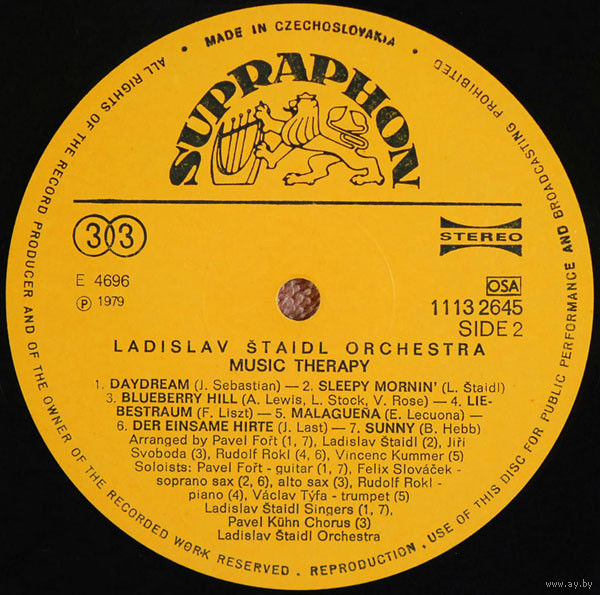 MADE IN CZECHOSLOVAKIA •
ALL RIGHTS OF THE RECORD PRODUCER AND OF THE OWNER OF THE RECORDED WORK RESERVED . REPRODUCTION , USE OF THIS DISC FOR PUBLIC PERFORMANCE AND BROADCASTING PROHIBITED
SUPRAPHON
33
STEREO
E 4696
OSA
Ⓟ 1979
1113 2645
SIDE 2
LADISLAV ŠTAIDL ORCHESTRA
MUSIC THERAPY
1. DAYDREAM (J. Sebastian) — 2. SLEEPY MORNIN' (L. Štaidl)
3. BLUEBERRY HILL (A. Lewis, L. Stock, V. Rose) — 4. LIE-
BESTRAUM (F. Liszt) — 5. MALAGUEÑA (E. Lecuona) —
6. DER EINSAME HIRTE (J. Last) — 7. SUNNY (B. Hebb)
Arranged by Pavel Fořt (1, 7), Ladislav Štaidl (2), Jiří
Svoboda (3), Rudolf Rokl (4, 6), Vincenc Kummer (5)
Soloists: Pavel Fořt - guitar (1, 7), Felix Slováček -
soprano sax (2, 6), alto sax (3), Rudolf Rokl -
piano (4), Václav Týfa - trumpet (5)
Ladislav Štaidl Singers (1, 7),
Pavel Kühn Chorus (3)
Ladislav Štaidl Orchestra
www.ay.by